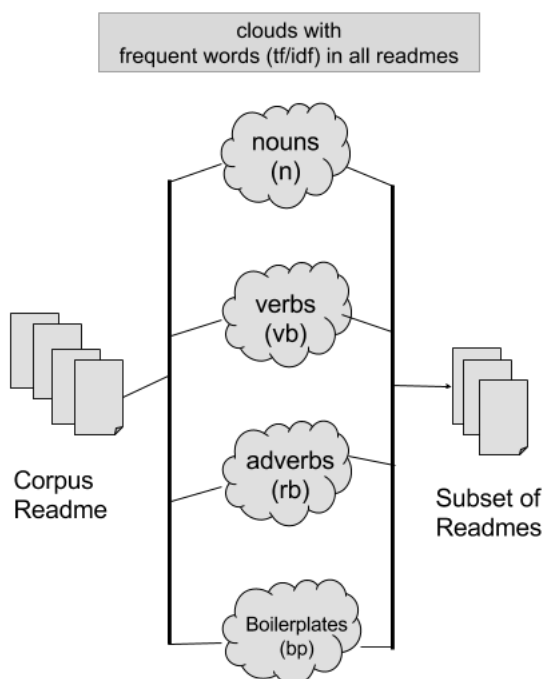 clouds with
frequent words (tf/idf) in all readmes
nouns
(n)
verbs
(vb)
adverbs
(rb)
Boilerplates
(bp)
Corpus
Readme
Subset of
Readmes